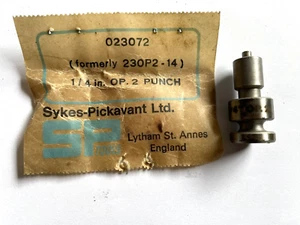 023072
(formerly 230P2-14)
1/4 in. OP. 2 PUNCH
Sykes-Pickavant Ltd.
SP
Lytham St. Annes
England